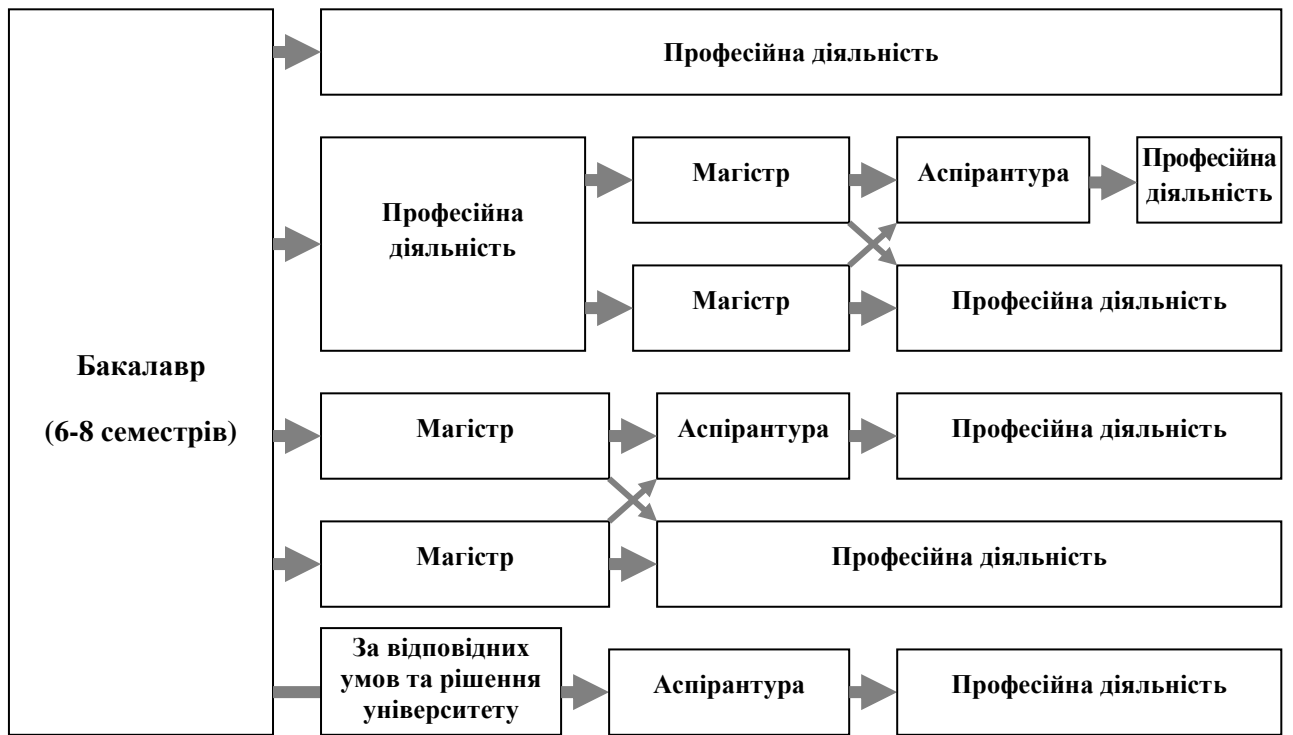 Професійна діяльність
Професійна
діяльність
Магістр
Аспірантура
Професійна
діяльність
Магістр
Професійна діяльність
Бакалавр
(6-8 семестрів)
Магістр
Аспірантура
Професійна діяльність
Магістр
Професійна діяльність
За відповідних
умов та рішення
університету
Аспірантура
Професійна діяльність